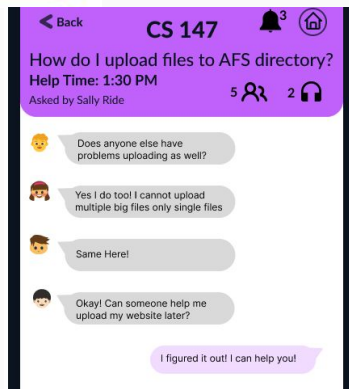 Back
CS 147
3
How do I upload files to AFS directory?
Help Time: 1:30 PM
Asked by Sally Ride
5
2
Does anyone else have
problems uploading as well?
Yes I do too! I cannot upload
multiple big files only single files
Same Here!
Okay! Can someone help me
upload my website later?
I figured it out! I can help you!